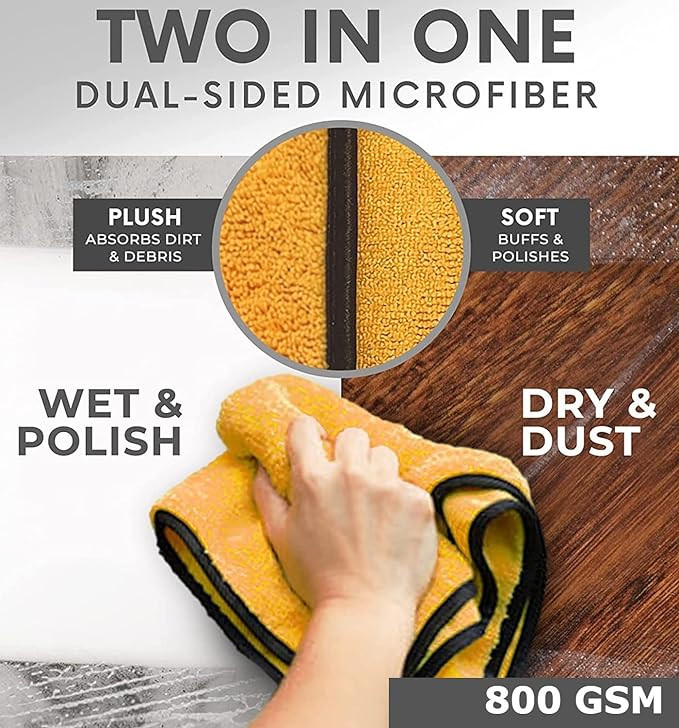 TWO IN ONE
DUAL-SIDED MICROFIBER
PLUSH
ABSORBS DIRT
& DEBRIS
SOFT
BUFFS &
POLISHES
WET &
POLISH
DRY &
DUST
800 GSM